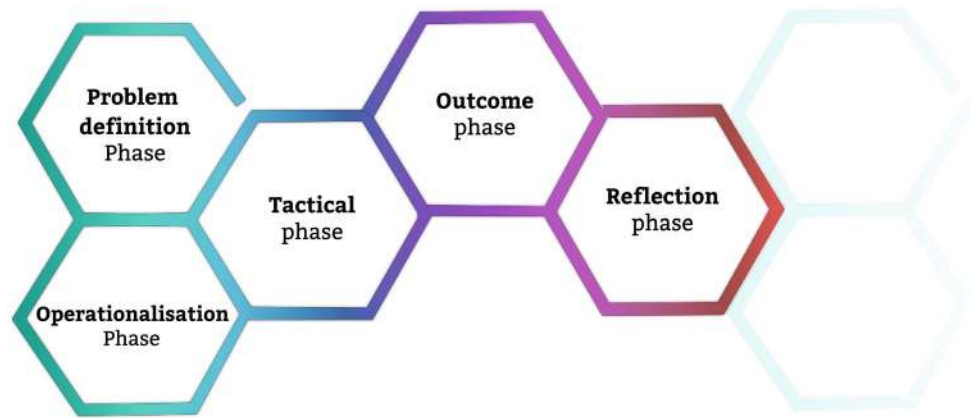 Problem
definition
Phase
Operationalisation
Phase
Tactical
phase
Outcome
phase
Reflection
phase